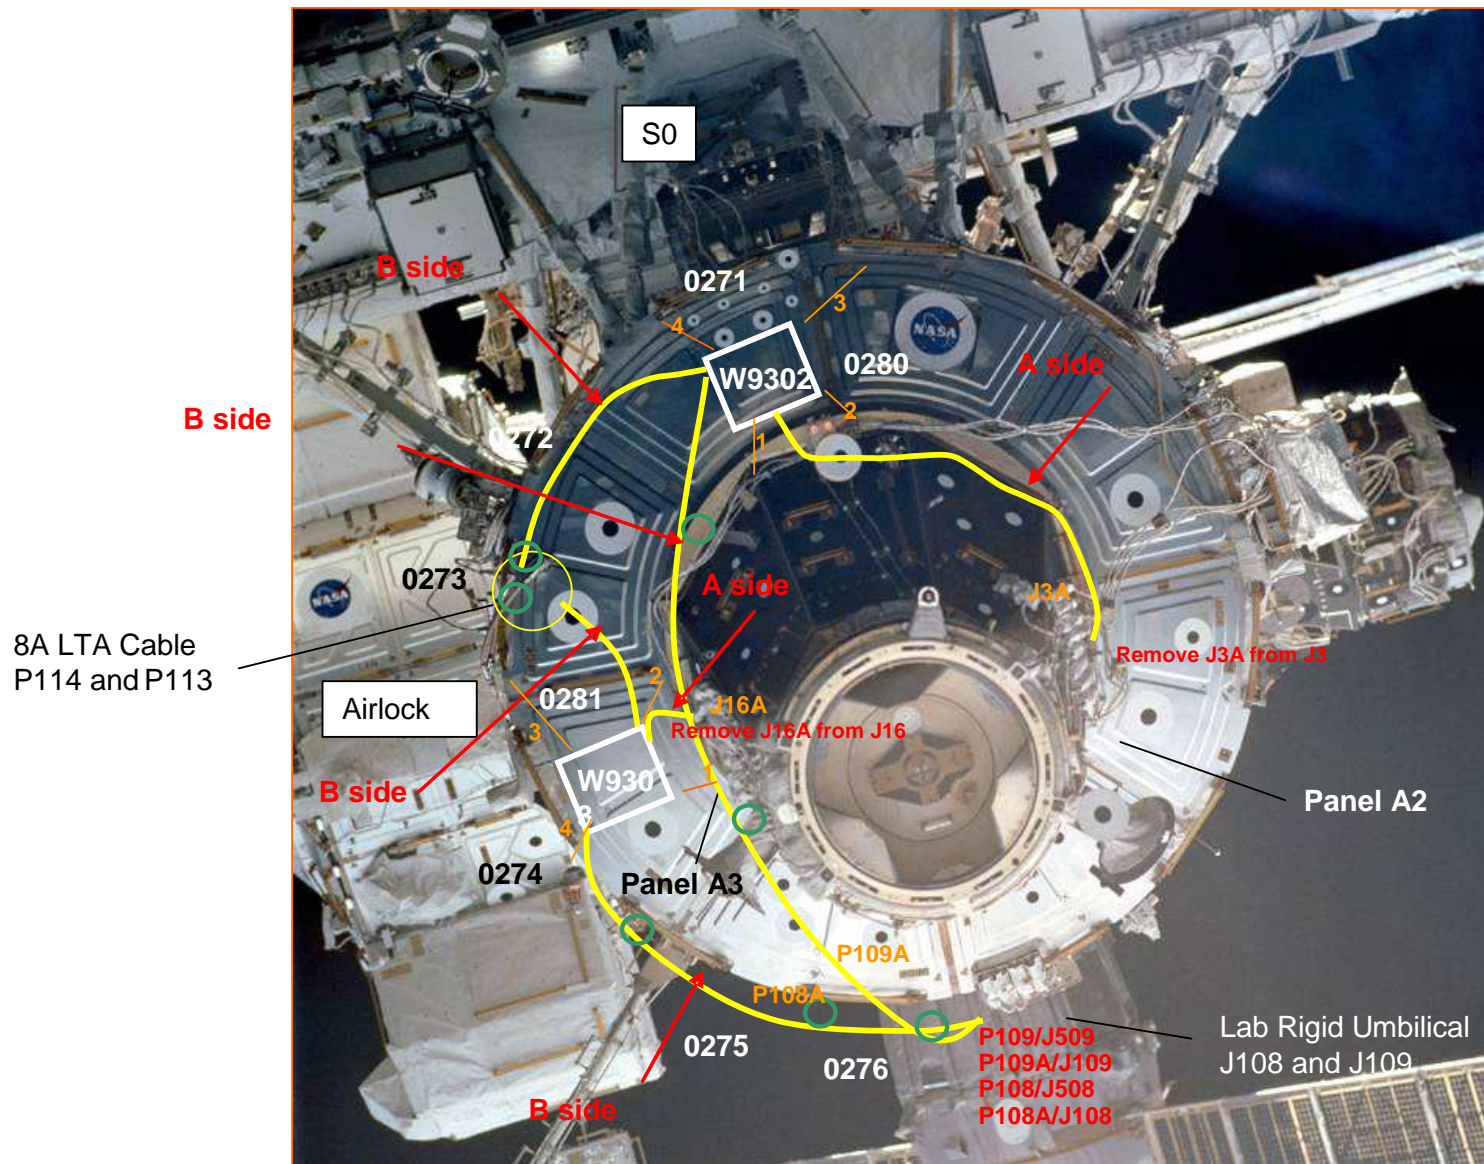 S0
B side
0271
3
4
NASA
W9302
0280
A side
2
B side
0272
1
0273
A side
J3A
NASA
8A LTA Cable
P114 and P113
Remove J3A from J3
0281
2
J16A
Airlock
3
Remove J16A from J16
W930
3
1
B side
Panel A2
4
0274
Panel A3
P109A
P108A
0275
0276
P109/J509
P109A/J109
P108/J508
P108A/J108
Lab Rigid Umbilical
J108 and J109
B side